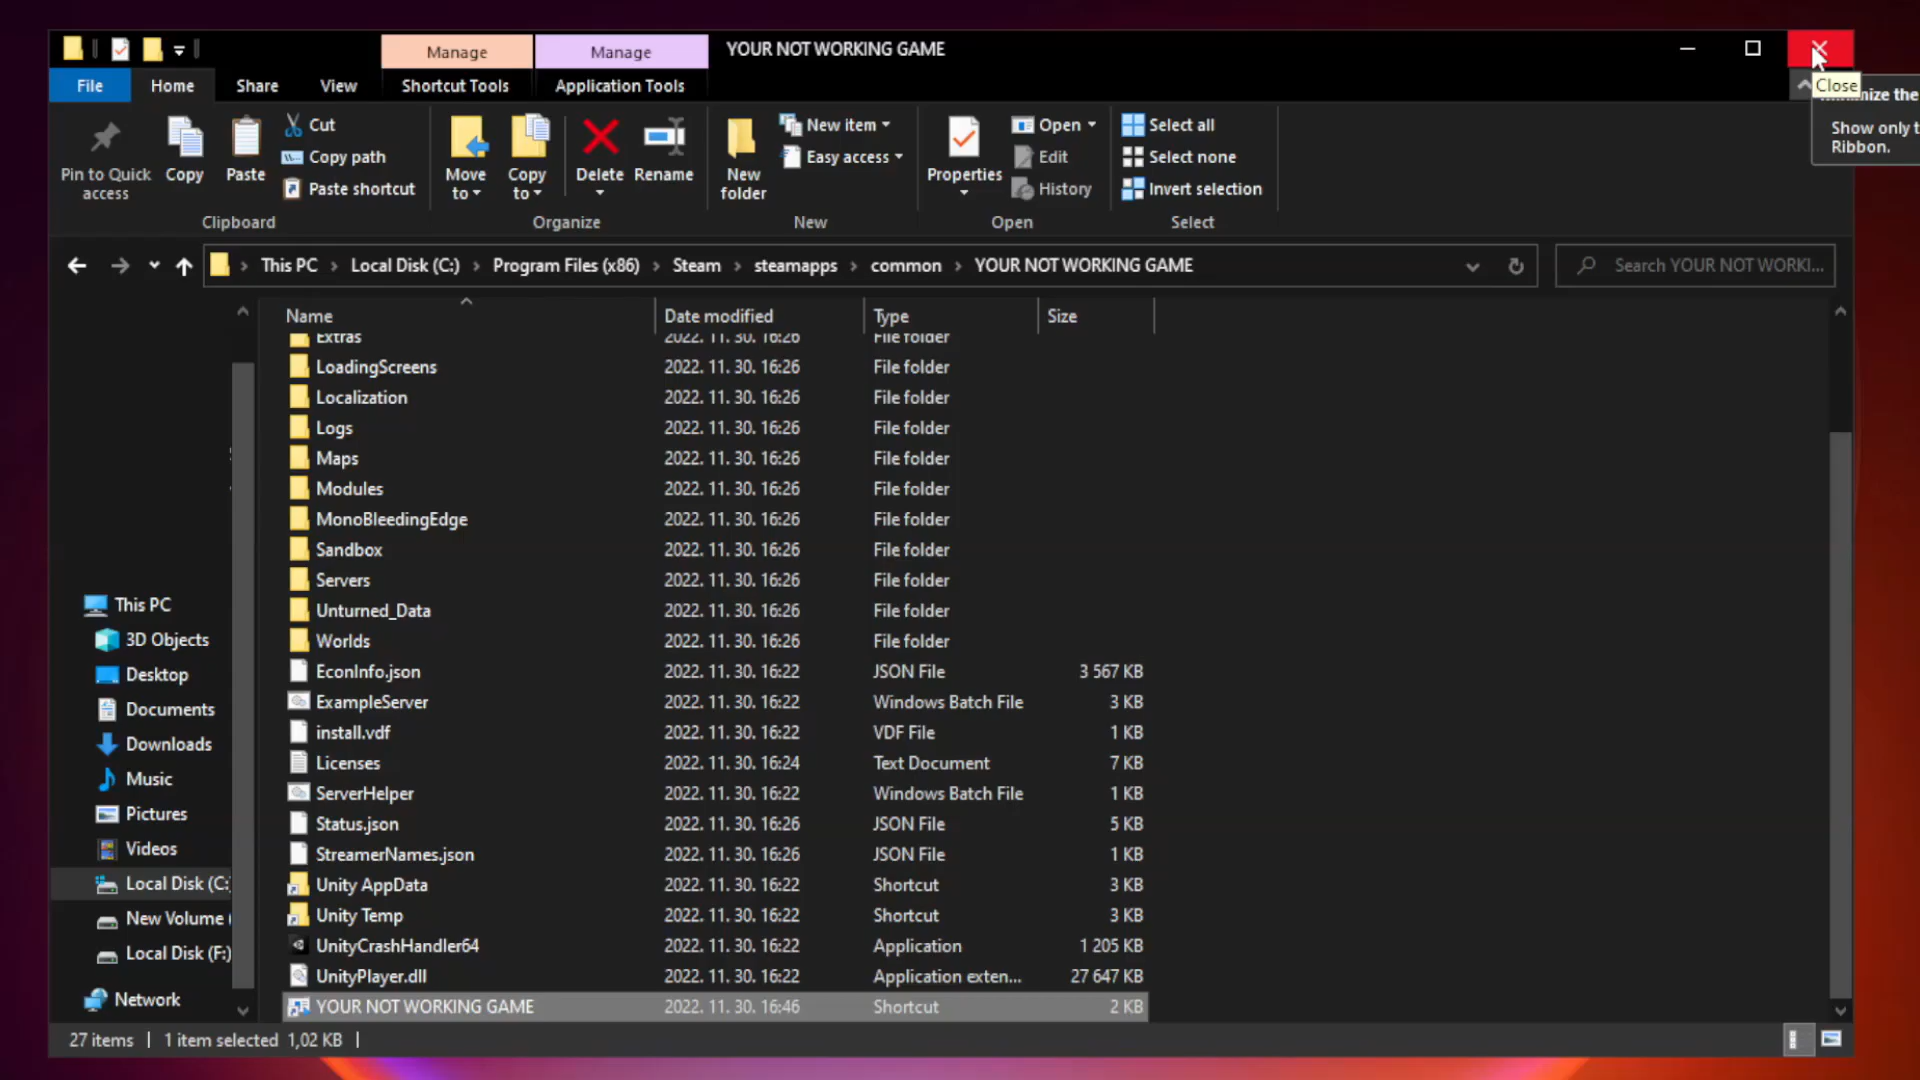 Manage
Manage
YOUR NOT WORKING GAME
File
Home
Share
View
Shortcut Tools
Application Tools
Close
the
Show only t
Ribbon.
Pin to Quick
access
Copy
Paste
Cut
Copy path
Paste shortcut
Clipboard
Move
to
Copy
to
Delete
Rename
Organize
New
folder
New item
Easy access
New
Properties
Open
Edit
History
Open
Select all
Select none
Invert selection
Select
This PC
Local Disk (C:)
Program Files (x86)
Steam
steamapps
common
YOUR NOT WORKING GAME
Search YOUR NOT WORKI...
Name Date modified Type Size
Extras 2022. 11. 30. 16:26 File folder
LoadingScreens 2022. 11. 30. 16:26 File folder
Localization 2022. 11. 30. 16:26 File folder
Logs 2022. 11. 30. 16:26 File folder
Maps 2022. 11. 30. 16:26 File folder
Modules 2022. 11. 30. 16:26 File folder
MonoBleedingEdge 2022. 11. 30. 16:26 File folder
Sandbox 2022. 11. 30. 16:26 File folder
Servers 2022. 11. 30. 16:26 File folder
Unturned_Data 2022. 11. 30. 16:26 File folder
Worlds 2022. 11. 30. 16:26 File folder
EconInfo.json 2022. 11. 30. 16:22 JSON File 3 567 KB
ExampleServer 2022. 11. 30. 16:22 Windows Batch File 3 KB
install.vdf 2022. 11. 30. 16:22 VDF File 1 KB
Licenses 2022. 11. 30. 16:24 Text Document 7 KB
ServerHelper 2022. 11. 30. 16:22 Windows Batch File 1 KB
Status.json 2022. 11. 30. 16:26 JSON File 5 KB
StreamerNames.json 2022. 11. 30. 16:26 JSON File 1 KB
Unity AppData 2022. 11. 30. 16:22 Shortcut 3 KB
Unity Temp 2022. 11. 30. 16:22 Shortcut 3 KB
UnityCrashHandler64 2022. 11. 30. 16:22 Application 1 205 KB
UnityPlayer.dll 2022. 11. 30. 16:22 Application exten... 27 647 KB
YOUR NOT WORKING GAME 2022. 11. 30. 16:46 Shortcut 2 KB
This PC
3D Objects
Desktop
Documents
Downloads
Music
Pictures
Videos
Local Disk (C:
New Volume (
Local Disk (F:)
Network
27 items
1 item selected 1,02 KB